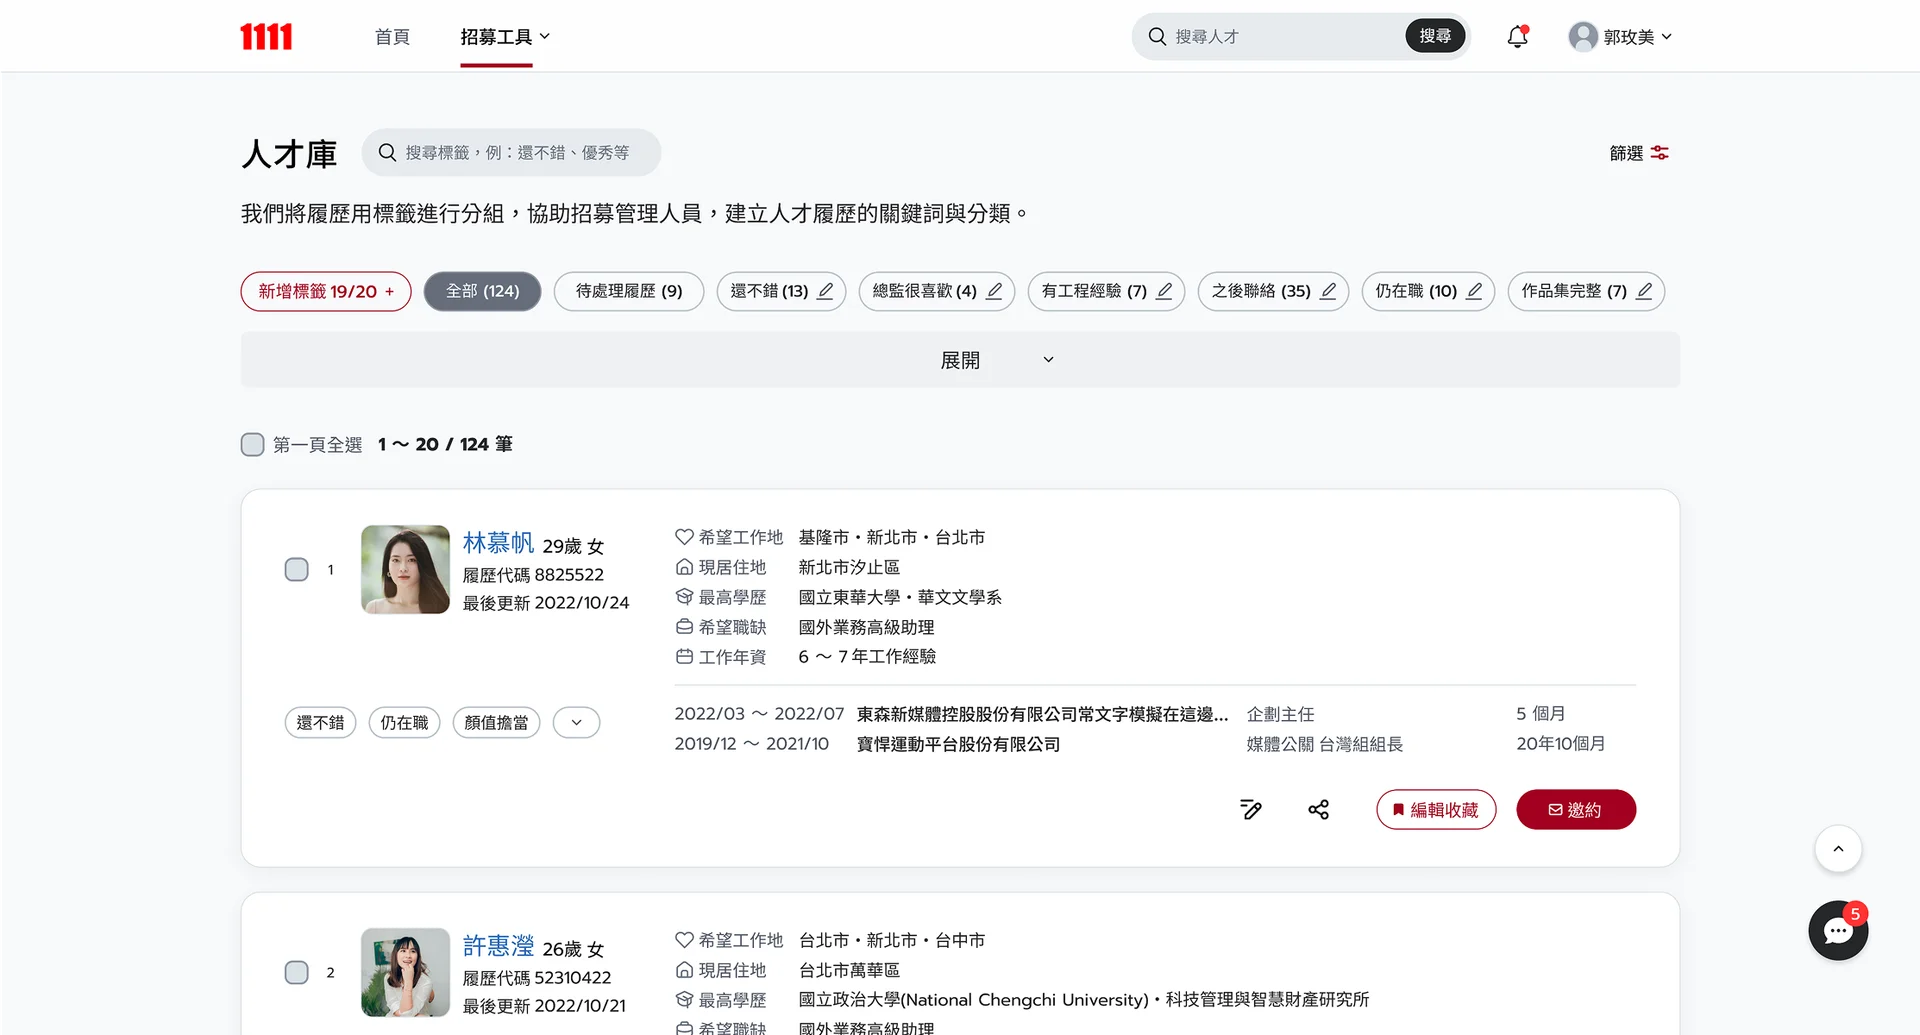 1111 首頁 招募工具 搜尋人才 搜尋 郭玫美
人才庫 搜尋標籤，例：還不錯、優秀等 篩選
我們將履歷用標籤進行分組，協助招募管理人員，建立人才履歷的關鍵詞與分類。
新增標籤 19/20 + 全部 (124) 待處理履歷 (9) 還不錯 (13) 總監很喜歡 (4) 有工程經驗 (7) 之後聯絡 (35) 仍在職 (10) 作品集完整 (7)
展開
第一頁全選 1 ～ 20 / 124 筆
1
林慕帆 29歲 女
履歷代碼 8825522
最後更新 2022/10/24
希望工作地 基隆市・新北市・台北市
現居住地 新北市汐止區
最高學歷 國立東華大學・華文文學系
希望職缺 國外業務高級助理
工作年資 6 ～ 7 年工作經驗
還不錯 仍在職 顏值擔當
2022/03 ～ 2022/07 東森新媒體控股股份有限公司常文字模擬在這邊... 企劃主任 5 個月
2019/12 ～ 2021/10 寶悍運動平台股份有限公司 媒體公關 台灣組組長 20年10個月
編輯收藏 邀約
5
2
許惠瀅 26歲 女
履歷代碼 52310422
最後更新 2022/10/21
希望工作地 台北市・新北市・台中市
現居住地 台北市萬華區
最高學歷 國立政治大學(National Chengchi University)・科技管理與智慧財產研究所
希望職缺 國外業務高級助理